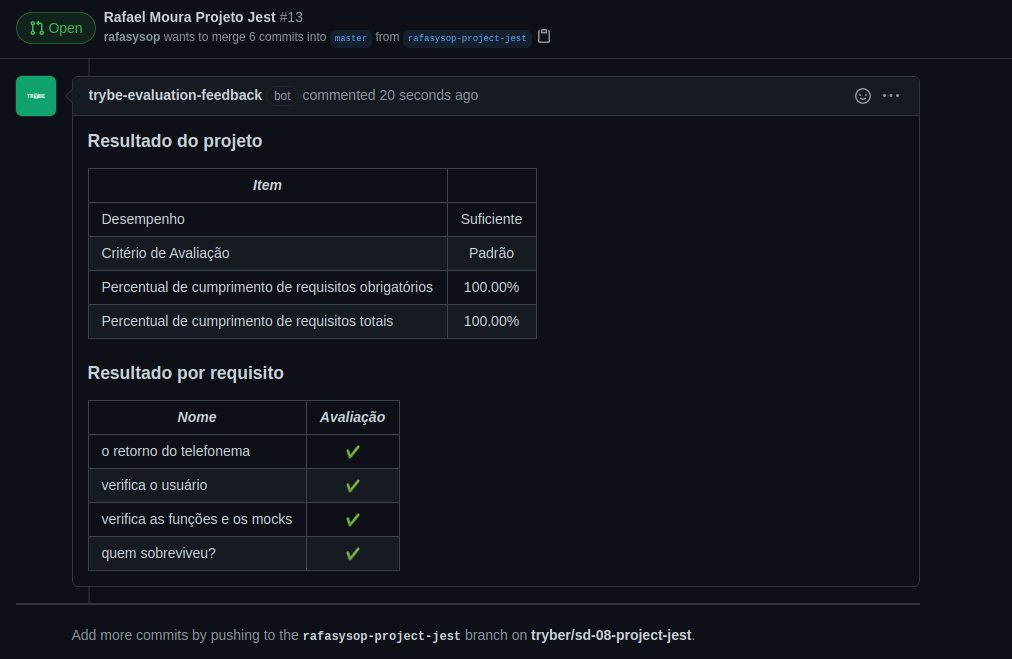 Open
Rafael Moura Projeto Jest #13
rafasysop wants to merge 6 commits into master from rafasysop-project-jest
TRYBE
trybe-evaluation-feedback bot commented 20 seconds ago
Resultado do projeto
Item
Desempenho Suficiente
Critério de Avaliação Padrão
Percentual de cumprimento de requisitos obrigatórios 100.00%
Percentual de cumprimento de requisitos totais 100.00%
Resultado por requisito
Nome Avaliação
o retorno do telefonema ✔
verifica o usuário ✔
verifica as funções e os mocks ✔
quem sobreviveu? ✔
Add more commits by pushing to the rafasysop-project-jest branch on tryber/sd-08-project-jest.